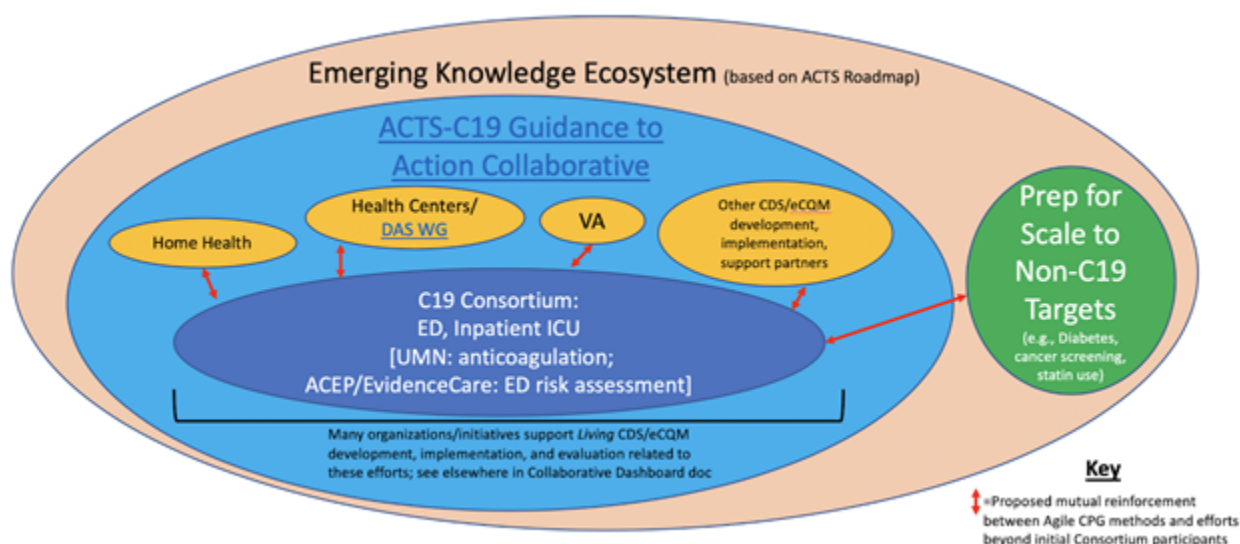 Emerging Knowledge Ecosystem (based on ACTS Roadmap)
ACTS-C19 Guidance to
Action Collaborative
Home Health
Health Centers/
DAS WG
VA
Other CDS/eCQM
development,
implementation,
support partners
C19 Consortium:
ED, Inpatient ICU
[UMN: anticoagulation;
ACEP/EvidenceCare: ED risk assessment]
Many organizations/initiatives support Living CDS/eCQM
development, implementation, and evaluation related to
these efforts; see elsewhere in Collaborative Dashboard doc
Prep for
Scale to
Non-C19
Targets
(e.g., Diabetes,
cancer screening,
statin use)
Key
=Proposed mutual reinforcement
between Agile CPG methods and efforts
beyond initial Consortium participants